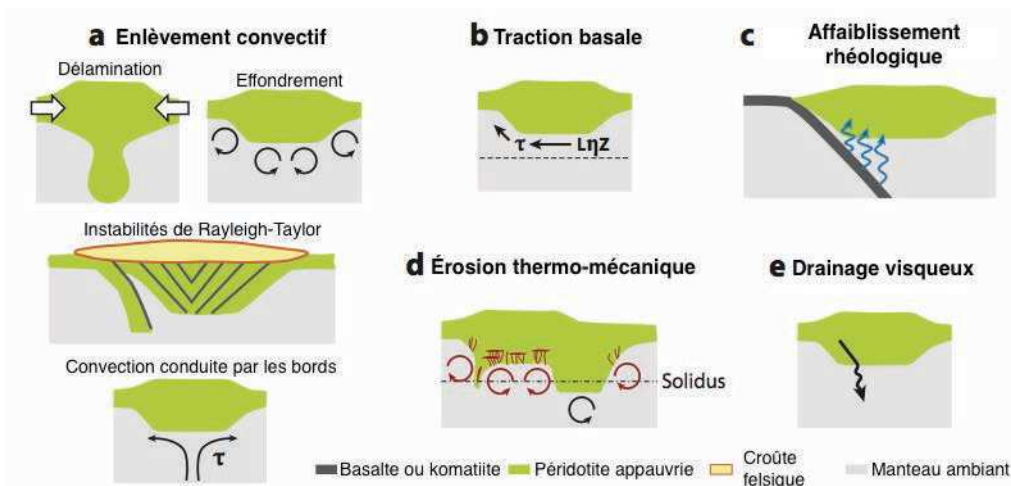 a Enlèvement convectif
Délamination
Effondrement
Instabilités de Rayleigh-Taylor
Convection conduite par les bords
τ
b Traction basale
τ LηZ
c Affaiblissement
rhéologique
d Érosion thermo-mécanique
Solidus
e Drainage visqueux
Basalte ou komatiite
Péridotite appauvrie
Croûte
felsique
Manteau ambiant